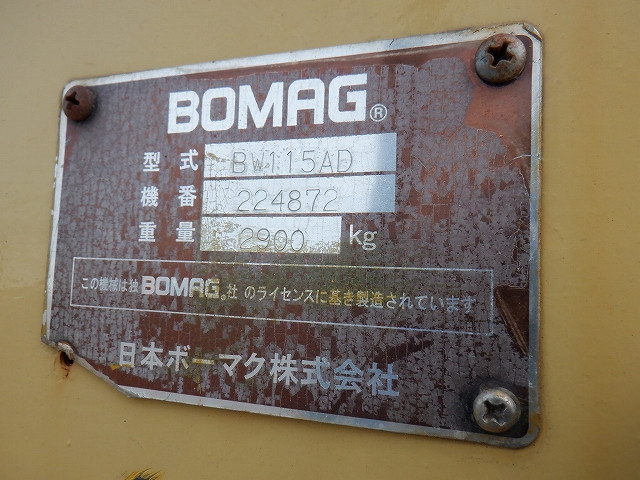 BOMAG®
型式 BW115AD
機番 224872
重量 2900 kg
この機械は独BOMAG®社のライセンスに基き製造されています
日本ボーマク株式会社